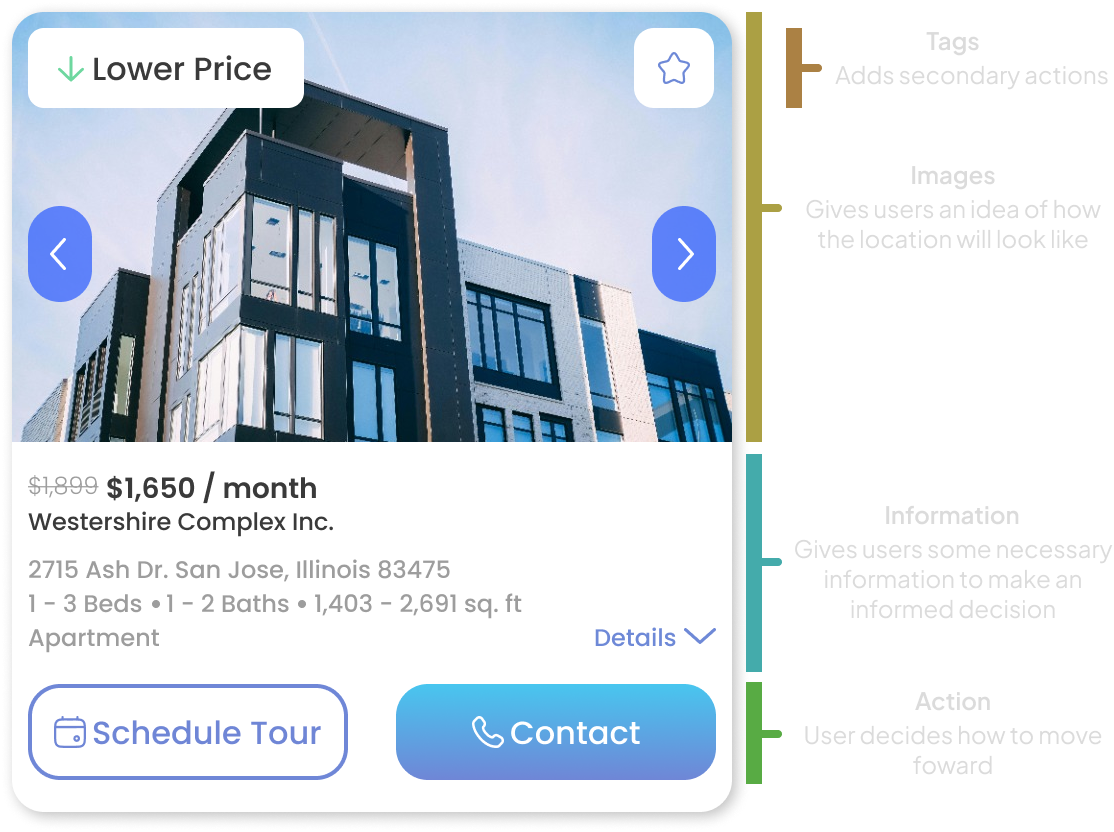 Lower Price
$1,899 $1,650 / month
Westershire Complex Inc.
2715 Ash Dr. San Jose, Illinois 83475
1 - 3 Beds • 1 - 2 Baths • 1,403 - 2,691 sq. ft
Apartment
Details
Schedule Tour
Contact
Tags
Adds secondary actions
Images
Gives users an idea of how
the location will look like
Information
Gives users some necessary
information to make an
informed decision
Action
User decides how to move
foward